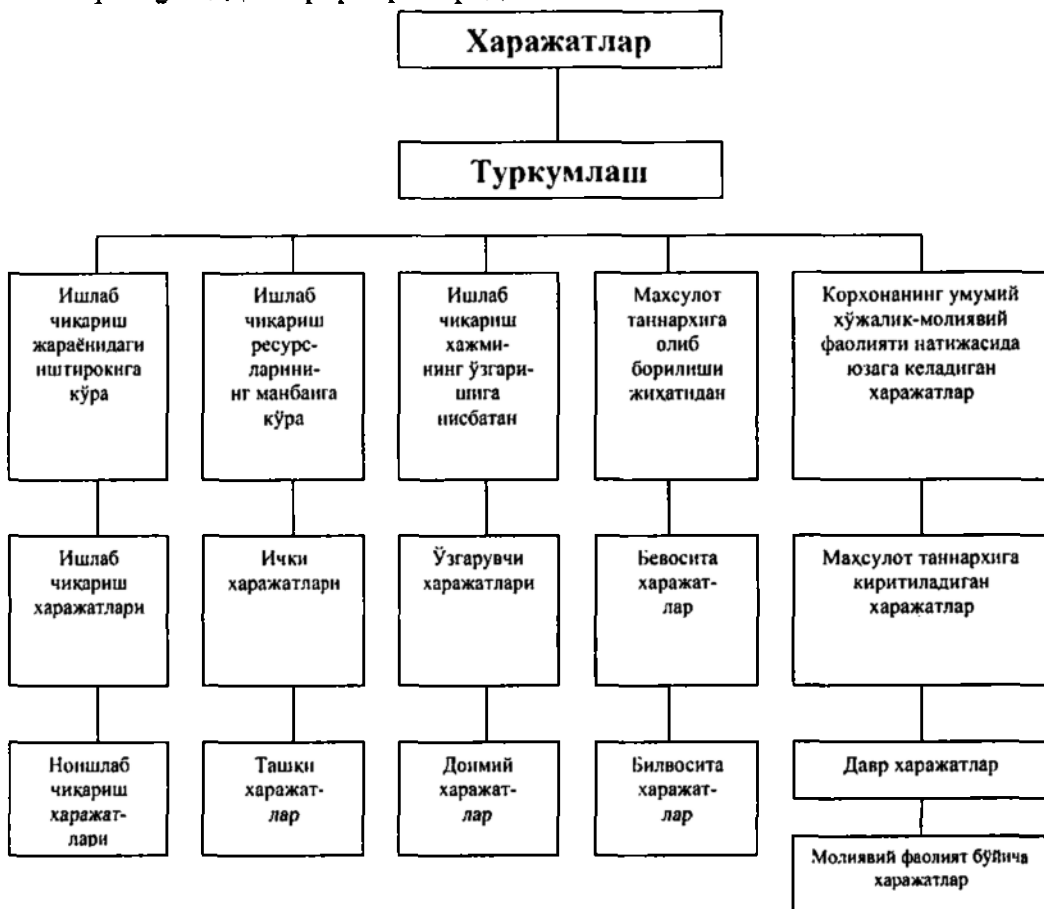 Харажатлар
Туркумлаш
Ишлаб
чиқариш
жараёнидаги
иштирокига
кўра
Ишлаб
чиқариш
ресурс-
ларини-
нг манбаига
кўра
Ишлаб
чиқариш
хажми-
нинг ўзгари-
шига
нисбатан
Махсулот
таннархига
олиб
борилиши
жиҳатидан
Корхонанинг умумий
хўжалик-молиявий
фаолияти натижасида
юзага келадиган
харажатлар
Ишлаб
чиқариш
харажатлари
Ички
харажатлари
Ўзгарувчи
харажатлари
Бевосита
харажат-
лар
Маҳсулот таннархига
киритиладиган
харажатлар
Ноишлаб
чиқариш
харажат-
лари
Ташқи
харажат-
лар
Доимий
харажат-
лар
Билвосита
харажат-
лар
Давр харажатлар
Молиявий фаолият бўйича
харажатлар